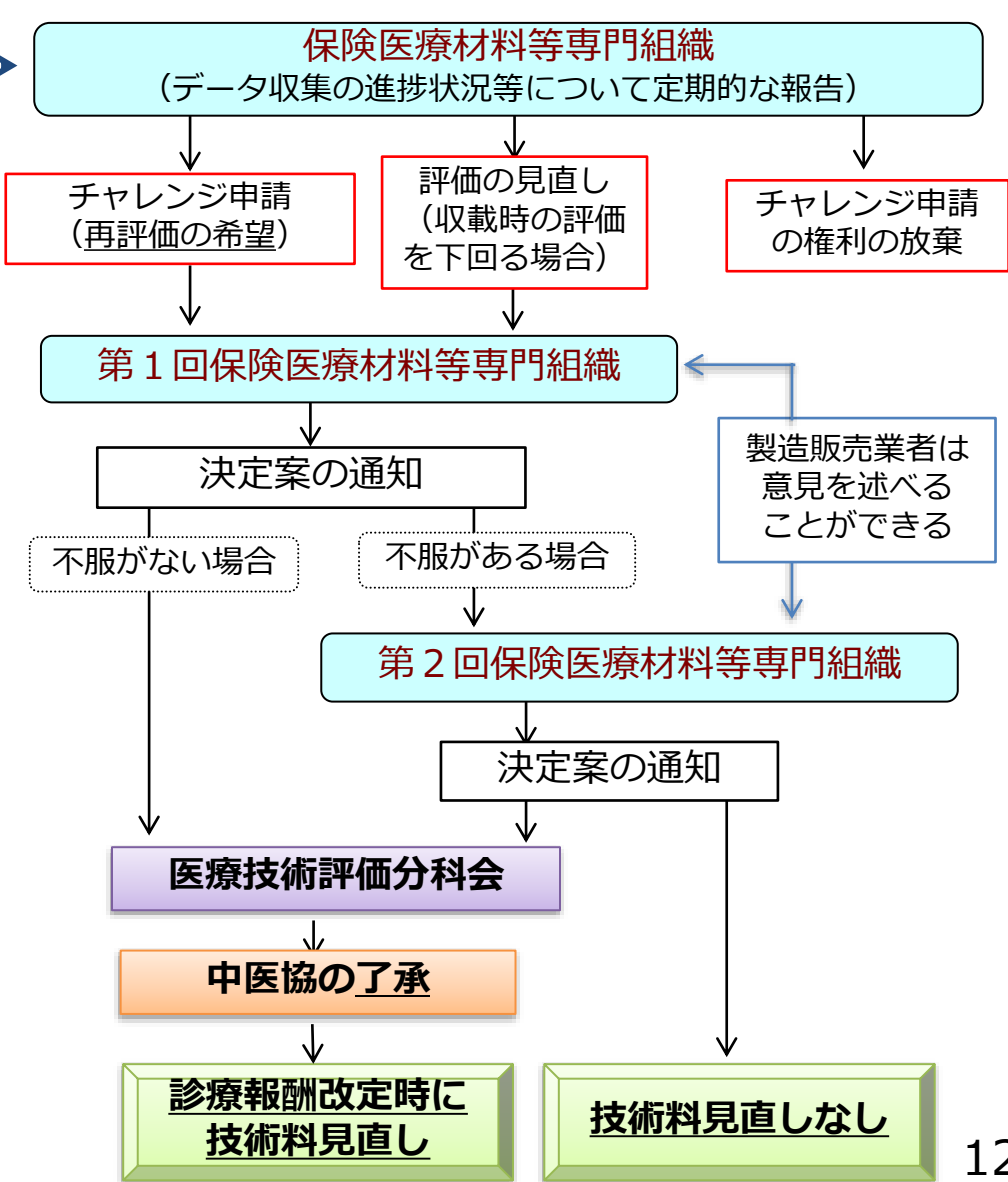 保険医療材料等専門組織
（データ収集の進捗状況等について定期的な報告）
チャレンジ申請
（再評価の希望）
評価の見直し
（収載時の評価
を下回る場合）
チャレンジ申請
の権利の放棄
第１回保険医療材料等専門組織
決定案の通知
製造販売業者は
意見を述べる
ことができる
不服がない場合
不服がある場合
第２回保険医療材料等専門組織
決定案の通知
医療技術評価分科会
中医協の了承
診療報酬改定時に
技術料見直し
技術料見直しなし
12